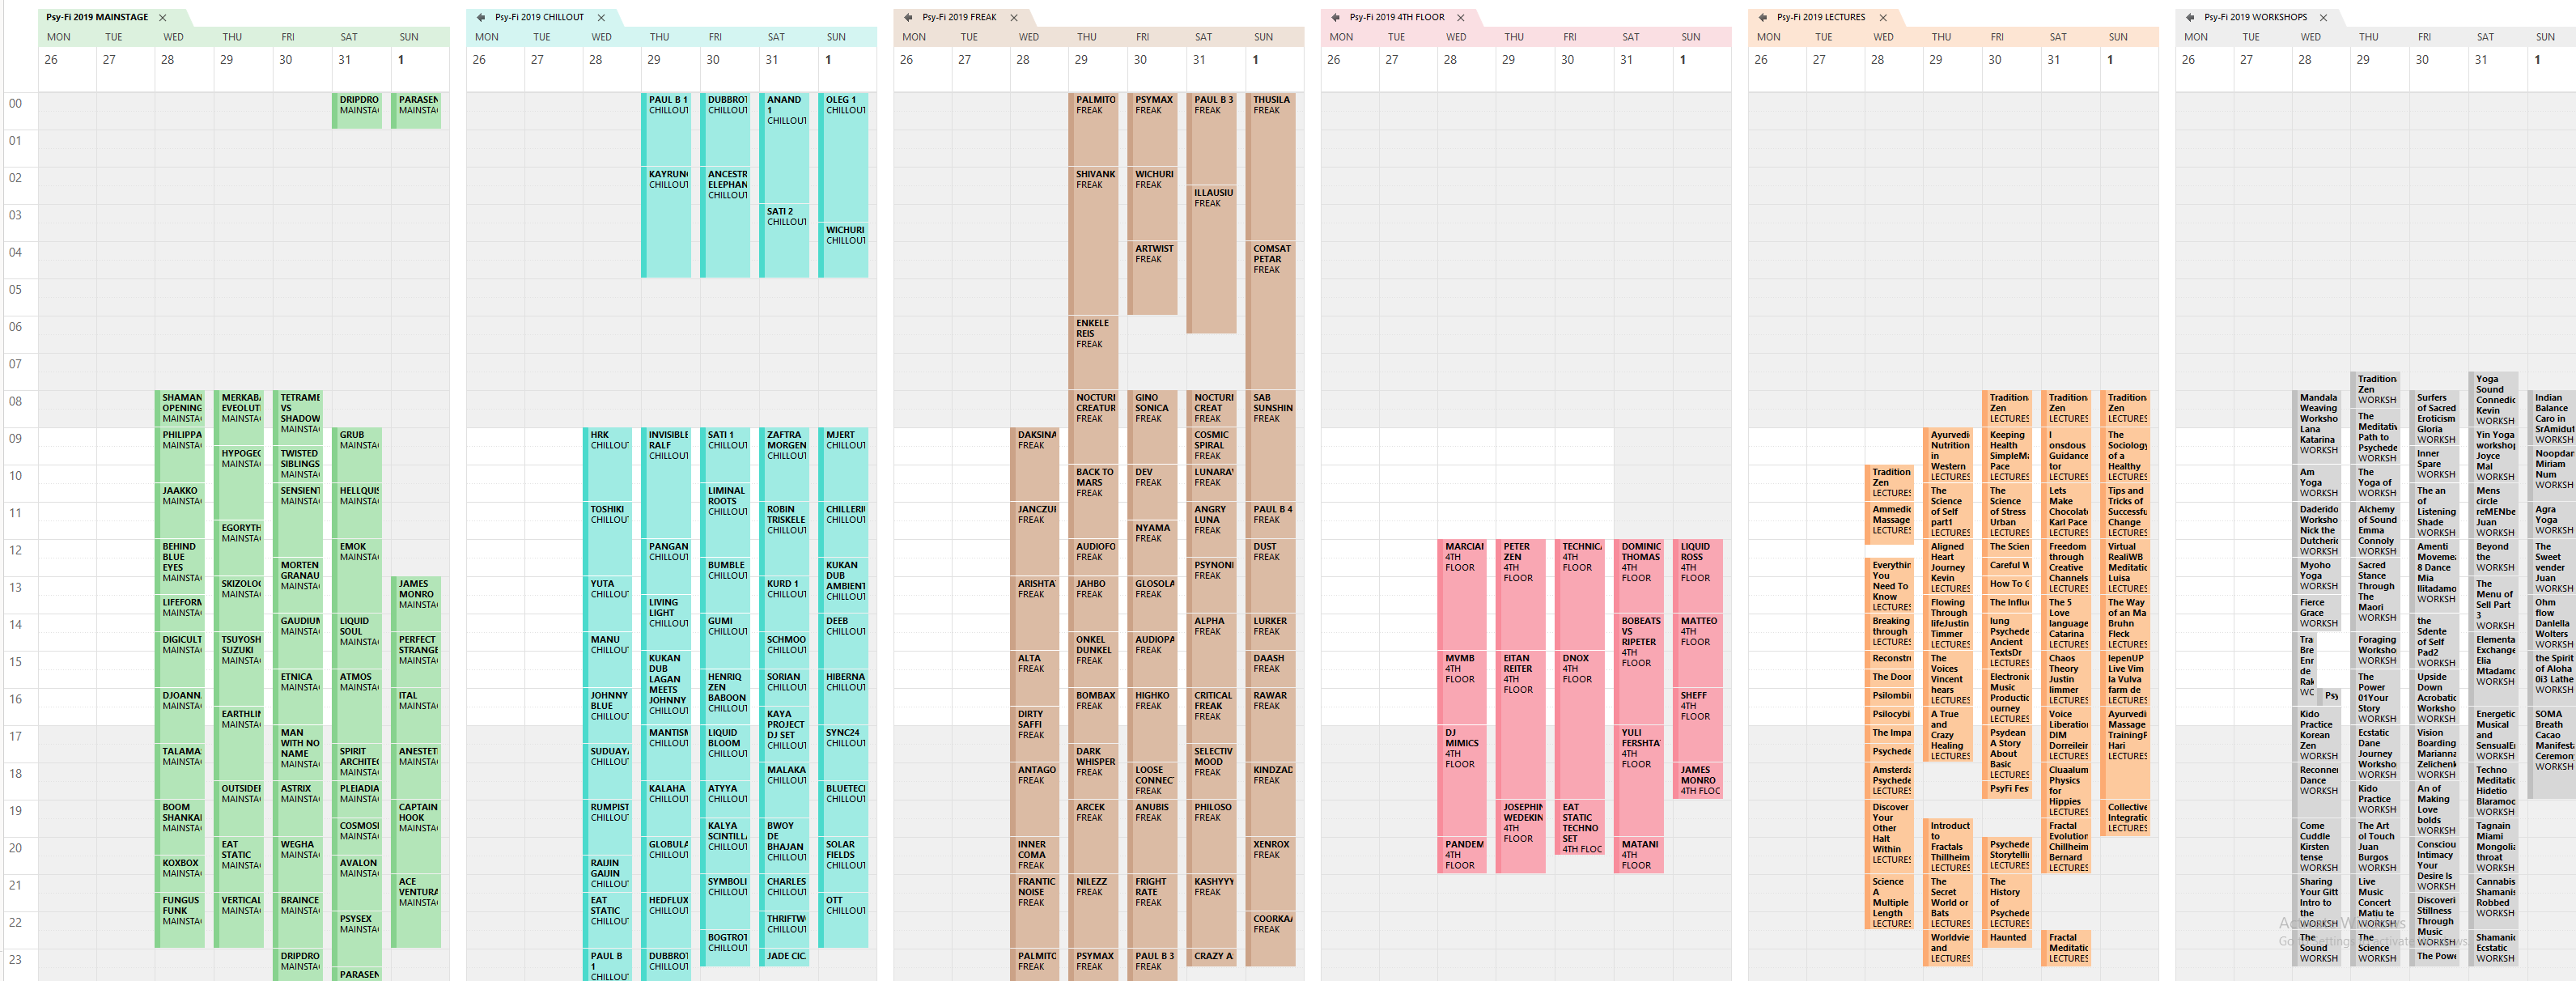 Psy-Fi 2019 MAINSTAGE
Psy-Fi 2019 CHILLOUT
Psy-Fi 2019 FREAK
Psy-Fi 2019 4TH FLOOR
Psy-Fi 2019 LECTURES
Psy-Fi 2019 WORKSHOPS
MON TUE WED THU FRI SAT SUN
MON TUE WED THU FRI SAT SUN
MON TUE WED THU FRI SAT SUN
MON TUE WED THU FRI SAT SUN
MON TUE WED THU FRI SAT SUN
MON TUE WED THU FRI SAT SUN
26 27 28 29 30 31 1
26 27 28 29 30 31 1
26 27 28 29 30 31 1
26 27 28 29 30 31 1
26 27 28 29 30 31 1
26 27 28 29 30 31 1
00
01
02
03
04
05
06
07
08
09
10
11
12
13
14
15
16
17
18
19
20
21
22
23
SHAMAN
OPENING
MAINSTA
PHILIPPA
MAINSTA
JAAKKO
MAINSTA
BEHIND
BLUE
EYES
MAINSTA
LIFEFORM
MAINSTA
DIGICULT
MAINSTA
DJOANN
MAINSTA
TALAMA
MAINSTA
BOOM
SHANKA
MAINSTA
KOXBOX
MAINSTA
FUNGUS
FUNK
MAINSTA
MERKAB
EVEOLUT
MAINSTA
HYPOGE
MAINSTA
EGORYTH
MAINSTA
SKIZOLO
MAINSTA
TSUYOSH
SUZUKI
MAINSTA
EARTHLIN
MAINSTA
OUTSIDER
MAINSTA
EAT
STATIC
MAINSTA
VERTICAL
MAINSTA
TETRAME
VS
SHADOW
MAINSTA
TWISTED
SIBLINGS
MAINSTA
SENSIENT
MAINSTA
MORTEN
GRANAU
MAINSTA
GAUDIUM
MAINSTA
ETNICA
MAINSTA
MAN
WITH NO
NAME
MAINSTA
ASTRIX
MAINSTA
WEGHA
MAINSTA
BRAINCE
MAINSTA
DRIPDRO
MAINSTA
DRIPDRO
MAINSTA
GRUB
MAINSTA
HELLQUIS
MAINSTA
EMOK
MAINSTA
LIQUID
SOUL
MAINSTA
ATMOS
MAINSTA
SPIRIT
ARCHITEC
MAINSTA
PLEIADIA
MAINSTA
COSMOSI
MAINSTA
AVALON
MAINSTA
PSYSEX
MAINSTA
PARASEN
PARASEN
MAINSTA
JAMES
MONRO
MAINSTA
PERFECT
STRANGE
MAINSTA
ITAL
MAINSTA
ANESTET
MAINSTA
CAPTAIN
HOOK
MAINSTA
ACE
VENTURA
MAINSTA
HRK
CHILLOUT
TOSHIKI
CHILLOUT
YUTA
CHILLOUT
MANU
CHILLOUT
JOHNNY
BLUE
CHILLOUT
SUDUAYA
CHILLOUT
RUMPIST
CHILLOUT
RAIJIN
GAIJIN
CHILLOUT
EAT
STATIC
CHILLOUT
PAUL B
1
CHILLOUT
PAUL B 1
CHILLOUT
KAYRUN
CHILLOUT
INVISIBLE
RALF
CHILLOUT
PANGAN
CHILLOUT
LIVING
LIGHT
CHILLOUT
KUKAN
DUB
LAGAN
MEETS
JOHNNY
CHILLOUT
MANTISM
CHILLOUT
KALAHA
CHILLOUT
GLOBULA
CHILLOUT
HEDFLUX
CHILLOUT
DUBBROT
CHILLOUT
DUBBROT
CHILLOUT
ANCESTR
ELEPHAN
CHILLOUT
SATI 1
CHILLOUT
LIMINAL
ROOTS
CHILLOUT
BUMBLE
CHILLOUT
GUMI
CHILLOUT
HENRIQ
ZEN
BABOON
CHILLOUT
LIQUID
BLOOM
CHILLOUT
ATYYA
CHILLOUT
KALYA
SCINTILL
CHILLOUT
SYMBOLI
CHILLOUT
BOGTROT
CHILLOUT
ANAND
1
CHILLOUT
SATI 2
CHILLOUT
ZAFTRA
MORGEN
CHILLOUT
ROBIN
TRISKELE
CHILLOUT
KURD 1
CHILLOUT
SCHMOO
CHILLOUT
SORIAN
CHILLOUT
KAYA
PROJECT
DJ SET
CHILLOUT
MALAKA
CHILLOUT
BWOY
DE
BHAJAN
CHILLOUT
CHARLES
CHILLOUT
THRIFTW
CHILLOUT
JADE CIC
OLEG 1
CHILLOUT
WICHURI
CHILLOUT
MJERT
CHILLOUT
CHILLERI
CHILLOUT
KUKAN
DUB
AMBIENT
CHILLOUT
DEEB
CHILLOUT
HIBERNA
CHILLOUT
SYNC24
CHILLOUT
BLUETEC
CHILLOUT
SOLAR
FIELDS
CHILLOUT
OTT
CHILLOUT
DAKSINA
FREAK
JANCZUR
FREAK
ARISHTA
FREAK
ALTA
FREAK
DIRTY
SAFFI
FREAK
ANTAGO
FREAK
INNER
COMA
FREAK
FRANTIC
NOISE
FREAK
PALMITO
FREAK
PALMITO
FREAK
SHIVANK
FREAK
ENKELE
REIS
FREAK
NOCTURI
CREATUR
FREAK
BACK TO
MARS
FREAK
AUDIOFO
FREAK
JAHBO
FREAK
ONKEL
DUNKEL
FREAK
BOMBAX
FREAK
DARK
WHISPER
FREAK
ARCEK
FREAK
NILEZZ
FREAK
PSYMAX
FREAK
PSYMAX
FREAK
WICHURI
FREAK
ARTWIST
FREAK
GINO
SONICA
FREAK
DEV
FREAK
NYAMA
FREAK
GLOSOLA
FREAK
AUDIOPA
FREAK
HIGHKO
FREAK
LOOSE
CONNEC
FREAK
ANUBIS
FREAK
FRIGHT
RATE
FREAK
PAUL B 3
FREAK
PAUL B 3
FREAK
ILLAUSIU
FREAK
NOCTURI
CREAT
FREAK
COSMIC
SPIRAL
FREAK
LUNARA
FREAK
ANGRY
LUNA
FREAK
PSYNONI
FREAK
ALPHA
FREAK
CRITICAL
FREAK
FREAK
SELECTIV
MOOD
FREAK
PHILOSO
FREAK
KASHYYY
FREAK
CRAZY A
THUSILA
FREAK
COMSAT
PETAR
FREAK
SAB
SUNSHIN
FREAK
PAUL B 4
FREAK
DUST
FREAK
LURKER
FREAK
DAASH
FREAK
RAWAR
FREAK
KINDZAD
FREAK
XENROX
FREAK
COORKA
FREAK
MARCIAI
4TH
FLOOR
MVMB
4TH
FLOOR
DJ
MIMICS
4TH
FLOOR
PANDEM
4TH
FLOOR
PETER
ZEN
4TH
FLOOR
EITAN
REITER
4TH
FLOOR
JOSEPHIN
WEDEKIN
4TH
FLOOR
TECHNICA
4TH
FLOOR
DNOX
4TH
FLOOR
EAT
STATIC
TECHNO
SET
4TH FLOC
DOMINIC
THOMAS
4TH
FLOOR
BOBEATS
VS
RIPETER
4TH
FLOOR
YULI
FERSHTA
4TH
FLOOR
MATANI
4TH
FLOOR
LIQUID
ROSS
4TH
FLOOR
MATTEO
4TH
FLOOR
SHEFF
4TH
FLOOR
JAMES
MONRO
4TH FLOC
Tradition
Zen
LECTURES
Ammedic
Massage
LECTURES
Everythin
You
Need To
Know
LECTURES
Breaking
through
LECTURES
Reconstr
The Door
Psilombi
Psilocybi
The Impa
Psychede
Amsterda
Psychede
LECTURES
Discover
Your
Other
Halt
Within
LECTURES
Science
A
Multiple
Length
LECTURES
Ayurvedi
Nutrition
in
Western
LECTURES
The
Science
of Self
part1
LECTURES
Aligned
Heart
Journey
Kevin
LECTURES
Flowing
Through
lifeJustin
Timmer
LECTURES
The
Voices
Vincent
hears
LECTURES
A True
and
Crazy
Healing
LECTURES
Introduct
to
Fractals
Thillheim
LECTURES
The
Secret
World or
Bats
LECTURES
Worldvie
and
LECTURES
Tradition
Zen
LECTURES
Keeping
Health
SimpleM
Pace
LECTURES
The
Science
of Stress
Urban
LECTURES
The Scien
Careful W
How To G
The Influ
lung
Psychede
Ancient
TextsDr
LECTURES
Electroni
Music
Productic
ourney
LECTURES
Psydean
A Story
About
Basic
LECTURES
PsyFi Fes
Psychede
Storytelli
LECTURES
The
History
of
Psychede
LECTURES
Haunted
Tradition
Zen
LECTURES
I
onsdous
Guidance
tor
LECTURES
Lets
Make
Chocolat
Karl Pace
LECTURES
Freedom
through
Creative
Channels
LECTURES
The 5
Love
language
Catarina
LECTURES
Chaos
Theory
Justin
limmer
LECTURES
Voice
Liberatio
DIM
Dorreileir
LECTURES
Cluaalum
Physics
for
Hippies
LECTURES
Fractal
Evolution
Chillheim
Bernard
LECTURES
Fractal
Meditatic
LECTURES
Tradition
Zen
LECTURES
The
Sociology
of a
Healthy
LECTURES
Tips and
Tricks of
Successfu
Change
LECTURES
Virtual
RealiWB
Meditatic
Luisa
LECTURES
The Way
of an Ma
Bruhn
Fleck
LECTURES
IepenUP
Live Vim
la Vulva
farm de
LECTURES
Ayurvedi
Massage
TrainingF
Hari
LECTURES
Collective
Integratic
LECTURES
Mandala
Weaving
Worksho
Lana
Katarina
WORKSH
Am
Yoga
WORKSH
Daderido
Worksho
Nick the
Dutcheric
WORKSH
Myoho
Yoga
WORKSH
Fierce
Grace
WORKSH
Tra
Bre
Enr
de
Rak
WC
Psy
Kido
Practice
Korean
Zen
WORKSH
Reconne
Dance
WORKSH
Come
Cuddle
Kirsten
tense
WORKSH
Sharing
Your Gitt
Intro to
the
WORKSH
The
Sound
WORKSH
Tradition
Zen
WORKSH
The
Meditativ
Path to
Psychede
WORKSH
The
Yoga of
WORKSH
Alchemy
of Sound
Emma
Connoly
WORKSH
Sacred
Stance
Through
The
Maori
WORKSH
Foraging
Worksho
WORKSH
The
Power
01Your
Story
WORKSH
Ecstatic
Dane
Journey
Worksho
WORKSH
Kido
Practice
WORKSH
The Art
of Touch
Juan
Burgos
WORKSH
Live
Music
Concert
Matiu te
WORKSH
The
Science
WORKSH
Surfers
of Sacred
Eroticism
Gloria
WORKSH
Inner
Spare
WORKSH
The an
of
Listening
Shade
WORKSH
Amenti
Moveme
8 Dance
Mia
Ilitadamo
WORKSH
the
Sdente
of Self
Pad2
WORKSH
Upside
Down
Acrobatic
Worksho
WORKSH
Vision
Boarding
Marianna
Zelichenk
WORKSH
An of
Making
Love
bolds
WORKSH
Consciou
Intimacy
Your
Desire Is
WORKSH
Discoveri
Stillness
Through
Music
WORKSH
The Powe
Yoga
Sound
Connedic
Kevin
WORKSH
Yin Yoga
workshop
Joyce
Mal
WORKSH
Mens
circle
reMENbe
Juan
WORKSH
Beyond
the
WORKSH
The
Menu of
Sell Part
3
WORKSH
Elementa
Exchange
Elia
Mtadamc
WORKSH
Energetic
Musical
and
SensualEi
WORKSH
Techno
Meditatic
Hidetio
Blaramoc
WORKSH
Tagnain
Miami
Mongolia
throat
WORKSH
Cannabis
Shamanis
Robbed
WORKSH
Shamanic
Ecstatic
WORKSH
Indian
Balance
Caro in
SrAmidut
WORKSH
Noopdar
Miriam
Num
WORKSH
Agra
Yoga
WORKSH
The
Sweet
vender
Juan
WORKSH
Ohm
flow
Danlella
Wolters
WORKSH
the Spirit
of Aloha
0i3 Lathe
WORKSH
SOMA
Breath
Cacao
Manifest
Ceremon
WORKSH